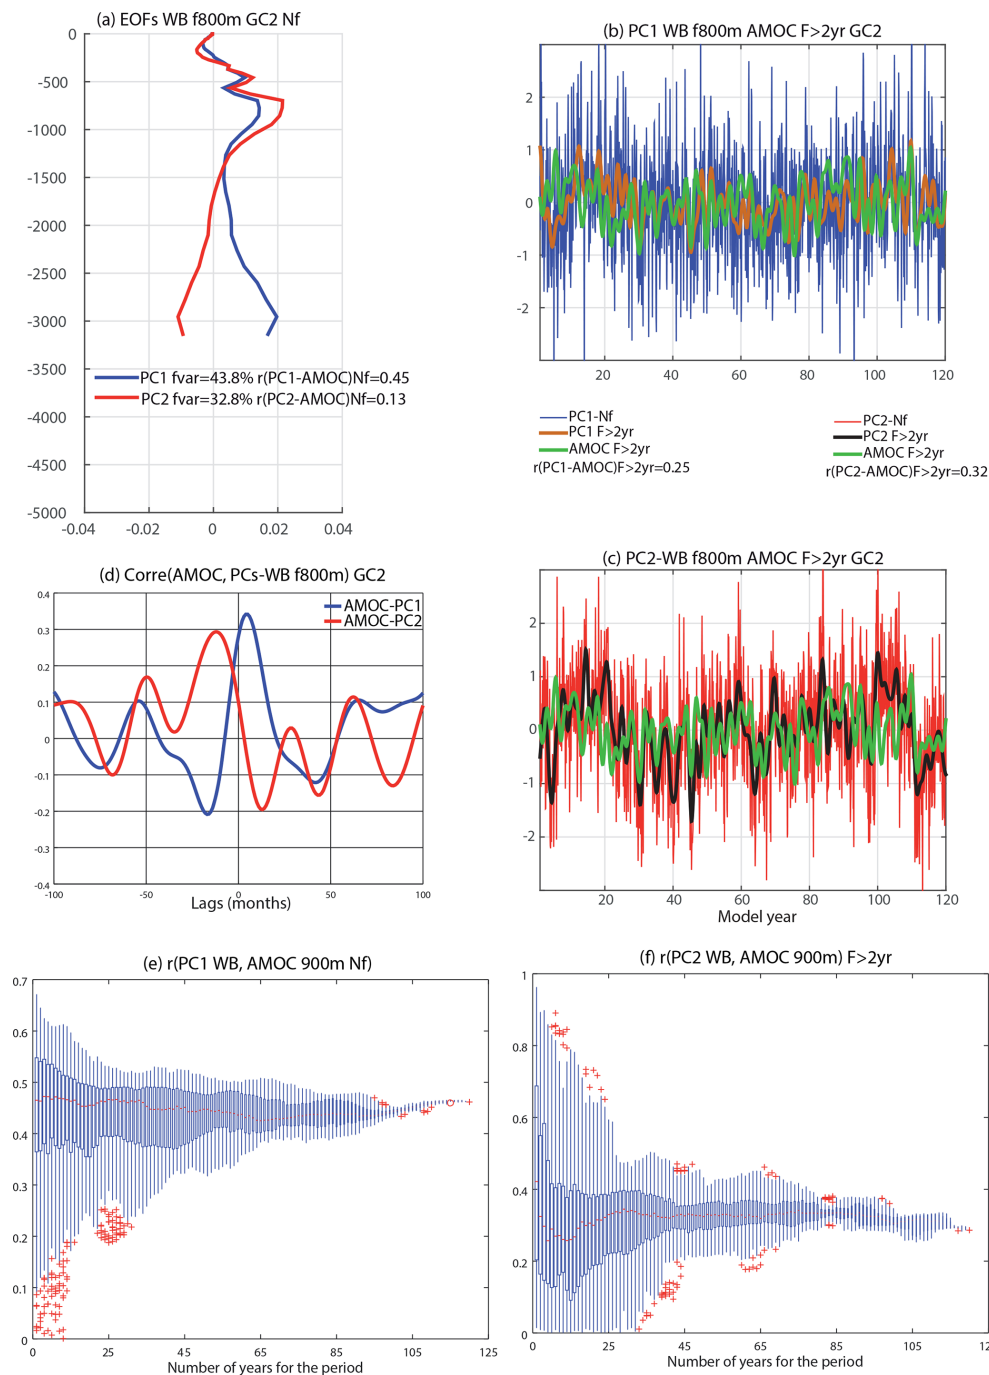 (a) EOFs WB f800m GC2 Nf
0
-500
-1000
-1500
-2000
-2500
-3000
-3500
-4000
-4500
-5000
PC1 fvar=43.8% r(PC1-AMOC)Nf=0.45
PC2 fvar=32.8% r(PC2-AMOC)Nf=0.13
-0.04 -0.02 0 0.02 0.04
(b) PC1 WB f800m AMOC F>2yr GC2
2
1
0
-1
-2
20 40 60 80 100 120
PC1-Nf
PC1 F>2yr
AMOC F>2yr
r(PC1-AMOC)F>2yr=0.25
PC2-Nf
PC2 F>2yr
AMOC F>2yr
r(PC2-AMOC)F>2yr=0.32
(d) Corre(AMOC, PCs-WB f800m) GC2
AMOC-PC1
AMOC-PC2
0.4
0.3
0.2
0.1
0
-0.1
-0.2
-0.3
-0.4
-100 -50 0 50 100
Lags (months)
(c) PC2-WB f800m AMOC F>2yr GC2
2
1
0
-1
-2
20 40 60 80 100 120
Model year
(e) r(PC1 WB, AMOC 900m Nf)
0.7
0.6
0.5
0.4
0.3
0.2
0.1
0
0 25 45 65 85 105 125
Number of years for the period
(f) r(PC2 WB, AMOC 900m) F>2yr
1
0.8
0.6
0.4
0.2
0
0 25 45 65 85 105 12
Number of years for the period